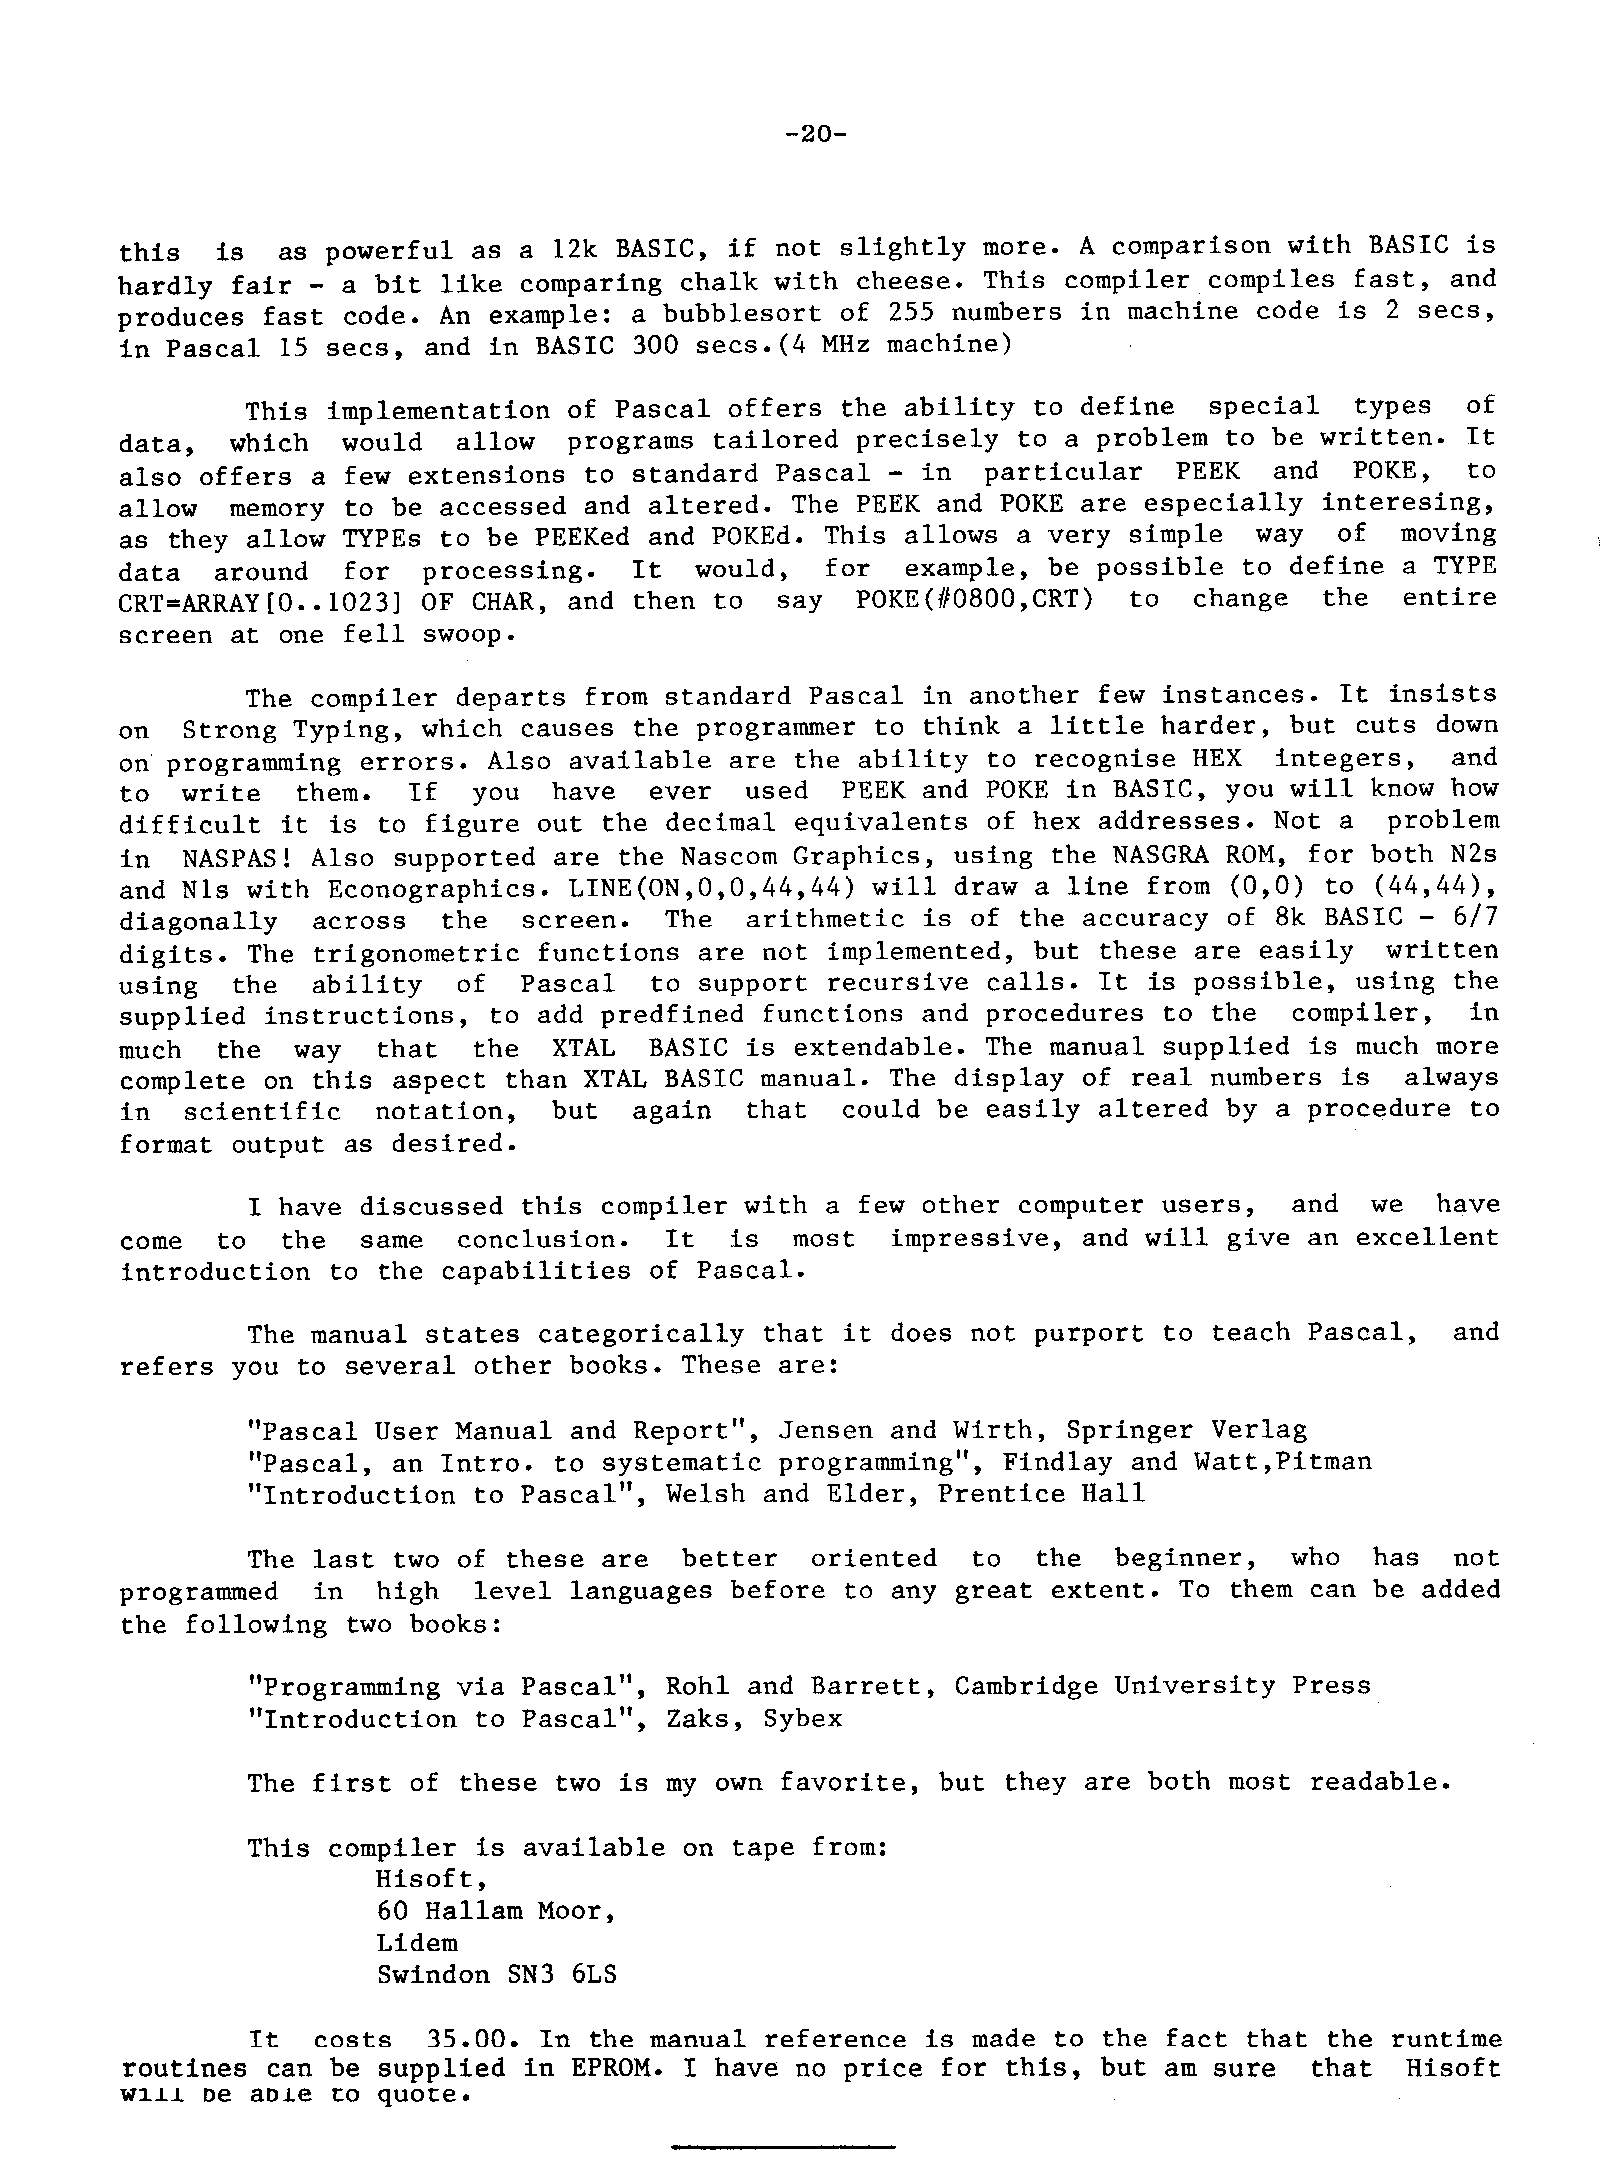 -20-
this is as powerful as a 12k BASIC, if not slightly more. A comparison with BASIC is
hardly fair - a bit like comparing chalk with cheese. This compiler compiles fast, and
produces fast code. An example: a bubblesort of 255 numbers in machine code is 2 secs,
in Pascal 15 secs, and in BASIC 300 secs.(4 MHz machine)
This implementation of Pascal offers the ability to define special types of
data, which would allow programs tailored precisely to a problem to be written. It
also offers a few extensions to standard Pascal - in particular PEEK and POKE, to
allow memory to be accessed and altered. The PEEK and POKE are especially interesing,
as they allow TYPEs to be PEEKed and POKEd. This allows a very simple way of moving
data around for processing. It would, for example, be possible to define a TYPE
CRT=ARRAY[0..1023] OF CHAR, and then to say POKE(#0800,CRT) to change the entire
screen at one fell swoop.
The compiler departs from standard Pascal in another few instances. It insists
on Strong Typing, which causes the programmer to think a little harder, but cuts down
on programming errors. Also available are the ability to recognise HEX integers, and
to write them. If you have ever used PEEK and POKE in BASIC, you will know how
difficult it is to figure out the decimal equivalents of hex addresses. Not a problem
in NASPAS! Also supported are the Nascom Graphics, using the NASGRA ROM, for both N2s
and N1s with Econographics. LINE(ON,0,0,44,44) will draw a line from (0,0) to (44,44),
diagonally across the screen. The arithmetic is of the accuracy of 8k BASIC - 6/7
digits. The trigonometric functions are not implemented, but these are easily written
using the ability of Pascal to support recursive calls. It is possible, using the
supplied instructions, to add predfined functions and procedures to the compiler, in
much the way that the XTAL BASIC is extendable. The manual supplied is much more
complete on this aspect than XTAL BASIC manual. The display of real numbers is always
in scientific notation, but again that could be easily altered by a procedure to
format output as desired.
I have discussed this compiler with a few other computer users, and we have
come to the same conclusion. It is most impressive, and will give an excellent
introduction to the capabilities of Pascal.
The manual states categorically that it does not purport to teach Pascal, and
refers you to several other books. These are:
"Pascal User Manual and Report", Jensen and Wirth, Springer Verlag
"Pascal, an Intro. to systematic programming", Findlay and Watt,Pitman
"Introduction to Pascal", Welsh and Elder, Prentice Hall
The last two of these are better oriented to the beginner, who has not
programmed in high level languages before to any great extent. To them can be added
the following two books:
"Programming via Pascal", Rohl and Barrett, Cambridge University Press
"Introduction to Pascal", Zaks, Sybex
The first of these two is my own favorite, but they are both most readable.
This compiler is available on tape from:
Hisoft,
60 Hallam Moor,
Lidem
Swindon SN3 6LS
It costs 35.00. In the manual reference is made to the fact that the runtime
routines can be supplied in EPROM. I have no price for this, but am sure that Hisoft
will be able to quote.